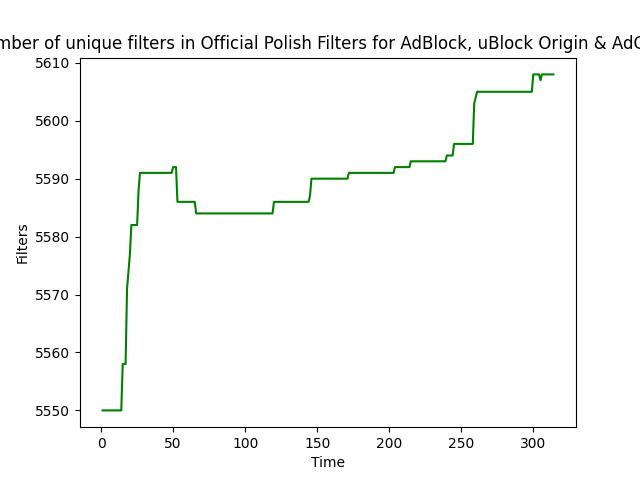 mber of unique filters in Official Polish Filters for AdBlock, uBlock Origin & AdG
5610
5600
5590
5580
5570
5560
5550
Filters
0 50 100 150 200 250 300
Time